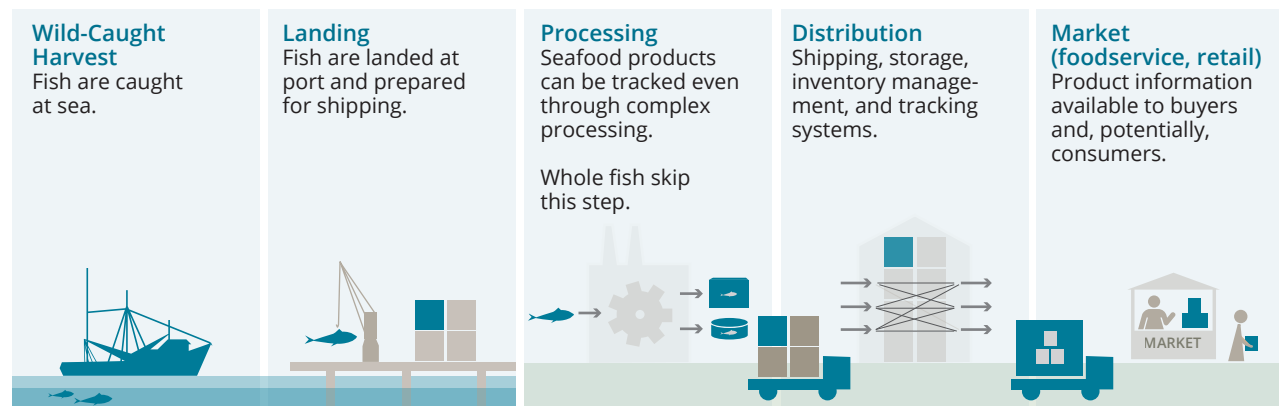 Wild-Caught
Harvest
Fish are caught
at sea.
Landing
Fish are landed at
port and prepared
for shipping.
Processing
Seafood products
can be tracked even
through complex
processing.
Whole fish skip
this step.
Distribution
Shipping, storage,
inventory manage-
ment, and tracking
systems.
Market
(foodservice, retail)
Product information
available to buyers
and, potentially,
consumers.
MARKET